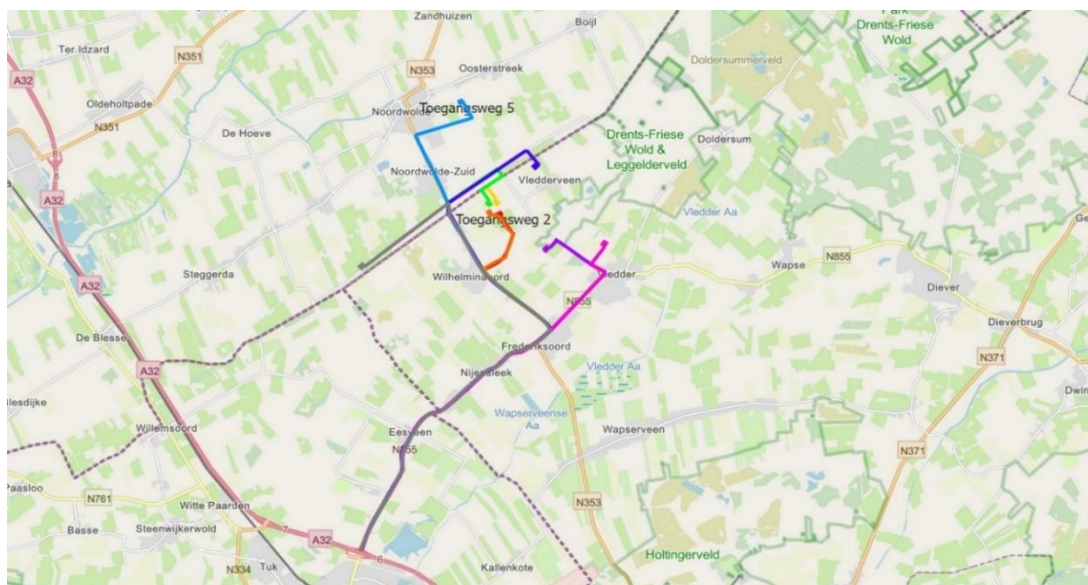 Park
Drents-Friese
Wold
Zandhuizen
Boijl
Ter Idzard
N351
A32
N353
Oosterstreek
Doldersummerveld
Oldeholtpade
Noordwolde
Toegangsweg 5
N351
De Hoeve
Drents-Friese
Wold &
Leggelderveld
Doldersum
Noordwolde-Zuid
Vledderveen
A32
Vledder Aa
Toegangsweg 2
Steggerda
Wilhelminaoord
Wapse
N855
Diever
Dieverbrug
De Blesse
Frederiksoord
N371
A32
Nijensleek
Vledder Aa
Wapserveense
Aa
Willemsoord
Eesveen
Wapserveen
N371
Paasloo
N761
Witte Paarden
N353
Basse
Steenwijkerwold
7
A32
6
Holtingerveld
N334
Tuk
Kallenkote